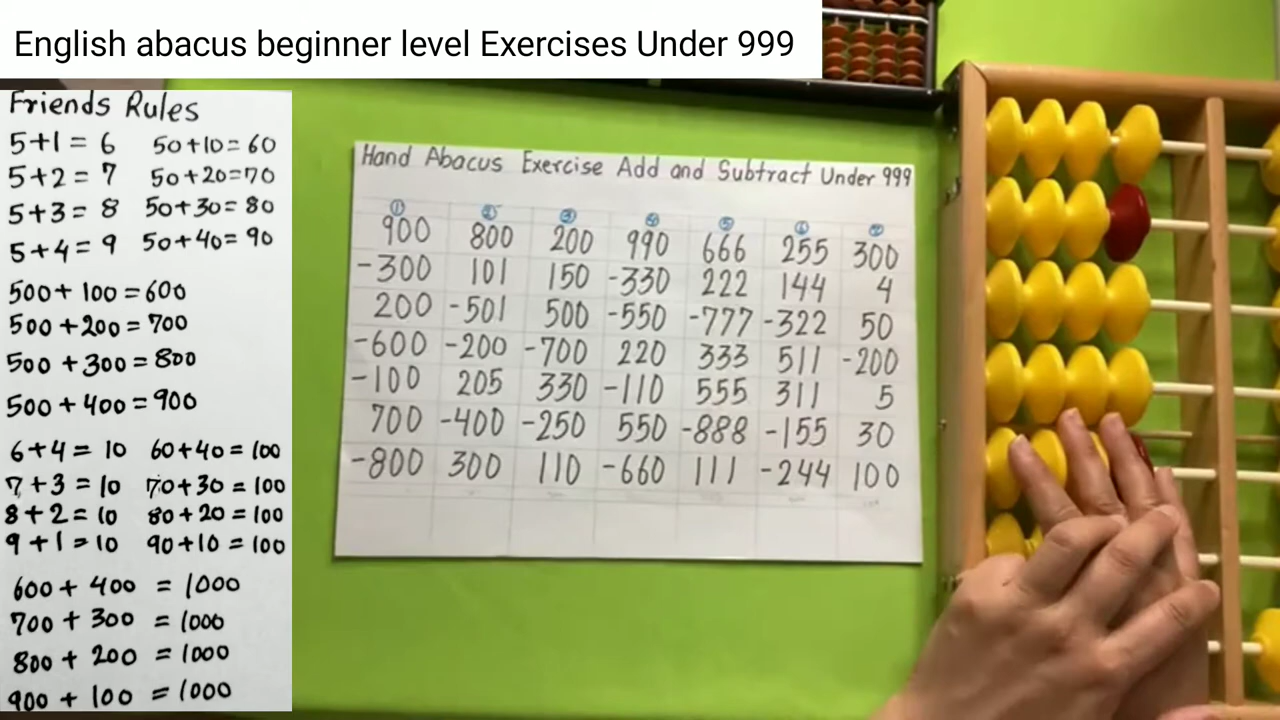 English abacus beginner level Exercises Under 999
Friends Rules
5+1 = 6 50+10=60
5+2 = 7 50+20=70
5+3 = 8 50+30=80
5+4 = 9 50+40=90
500+ 100 =600
500 +200 = 700
500 +300 = 800
500 + 400 = 900
6+4 = 10 60+40=100
7+3 = 10 70+30 = 100
8+2 = 10 80+20 = 100
9+1 = 10 90+10 = 100
600 + 400 = 1000
700 + 300 = 1000
800 + 200 = 1000
900 + 100 = 1000
Hand Abacus Exercise Add and Subtract Under 999
① ② ③ ④ ⑤ ⑥ ⑦
900 800 200 990 666 255 300
-300 101 150 -330 222 144 4
200 -501 500 -550 -777 -322 50
-600 -200 -700 220 333 511 -200
-100 205 330 -110 555 311 5
700 -400 -250 550 -888 -155 30
-800 300 110 -660 111 -244 100